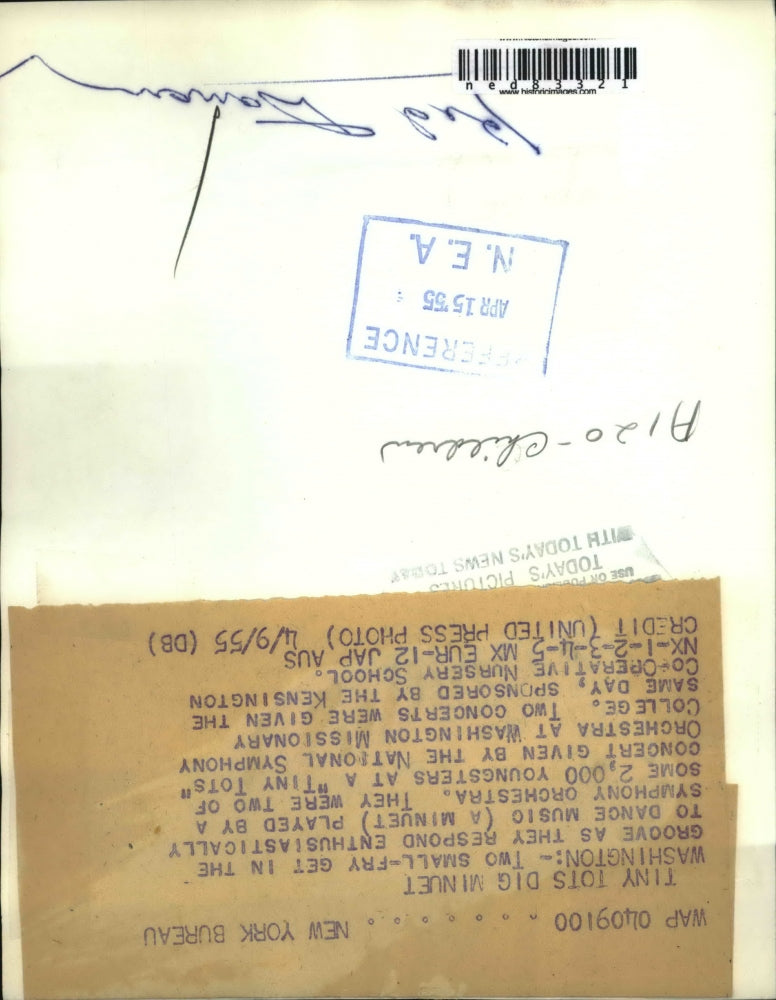 WAP 0409100 . . . . . . . NEW YORK BUREAU
TINY TOTS DIG MINUET
WASHINGTON:- TWO SMALL-FRY GET IN THE
GROOVE AS THEY RESPOND ENTHUSIASTICALLY
TO DANCE MUSIC (A MINUET) PLAYED BY A
SYMPHONY ORCHESTRA. THEY WERE TWO OF
SOME 2,000 YOUNGSTERS AT A "TINY TOTS"
CONCERT GIVEN BY THE NATIONAL SYMPHONY
ORCHESTRA AT WASHINGTON MISSIONARY
COLLEGE. TWO CONCERTS WERE GIVEN THE
SAME DAY, SPONSORED BY THE KENSINGTON
CO-OPERATIVE NURSERY SCHOOL.
NX-1-2-3-4-5 MX EUR-12 JAP AUS
CREDIT (UNITED PRESS PHOTO) 4/9/55 (DB)
TODAY'S PICTURES
WITH TODAY'S NEWS TODAY
A120-Children
FERENCE
APR 15 '55
N. E. A.
ned83321
www.historicimages.com